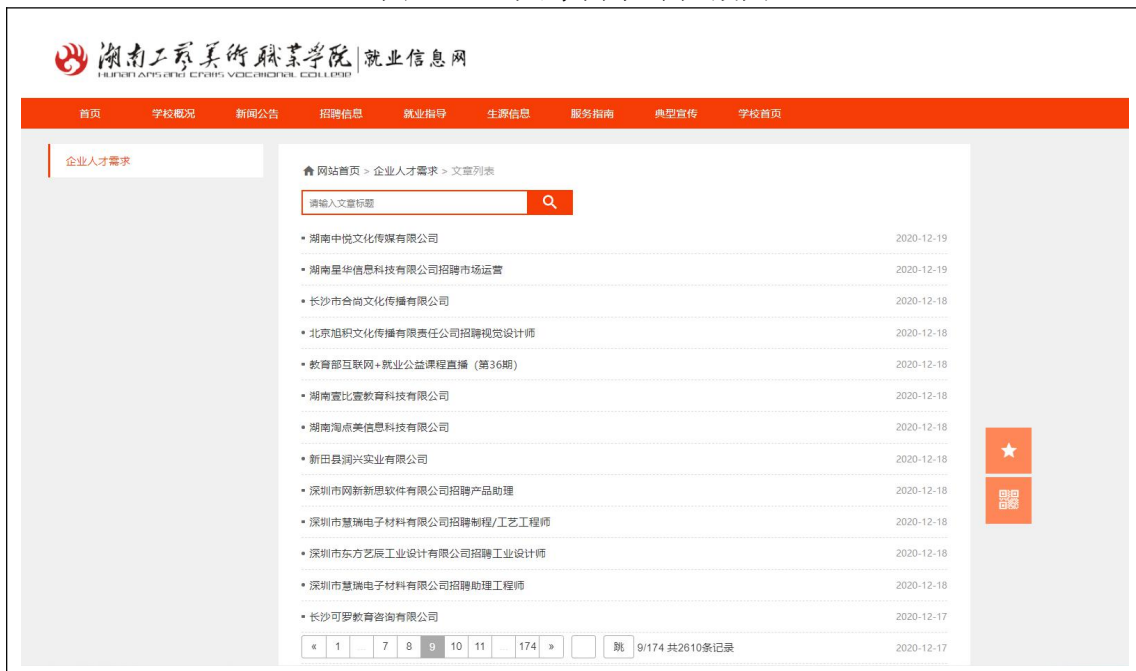 湖南工艺美术职业学院 就业信息网
HUNAN ARTS AND CRAFTS VOCATIONAL COLLEGE
首页 学校概况 新闻公告 招聘信息 就业指导 生源信息 服务指南 典型宣传 学校首页
企业人才需求
网站首页 > 企业人才需求 > 文章列表
请输入文章标题
湖南中悦文化传媒有限公司 2020-12-19
湖南星华信息科技有限公司招聘市场运营 2020-12-19
长沙市合尚文化传播有限公司 2020-12-18
北京旭积文化传播有限责任公司招聘视觉设计师 2020-12-18
教育部互联网+就业公益课程直播（第36期） 2020-12-18
湖南壹比壹教育科技有限公司 2020-12-18
湖南淘点美信息科技有限公司 2020-12-18
新田县润兴实业有限公司 2020-12-18
深圳市网新新思软件有限公司招聘产品助理 2020-12-18
深圳市慧瑞电子材料有限公司招聘制程/工艺工程师 2020-12-18
深圳市东方艺辰工业设计有限公司招聘工业设计师 2020-12-18
深圳市慧瑞电子材料有限公司招聘助理工程师 2020-12-18
长沙可罗教育咨询有限公司 2020-12-17
« 1 ... 7 8 9 10 11 ... 174 » 跳 9/174 共2610条记录 2020-12-17